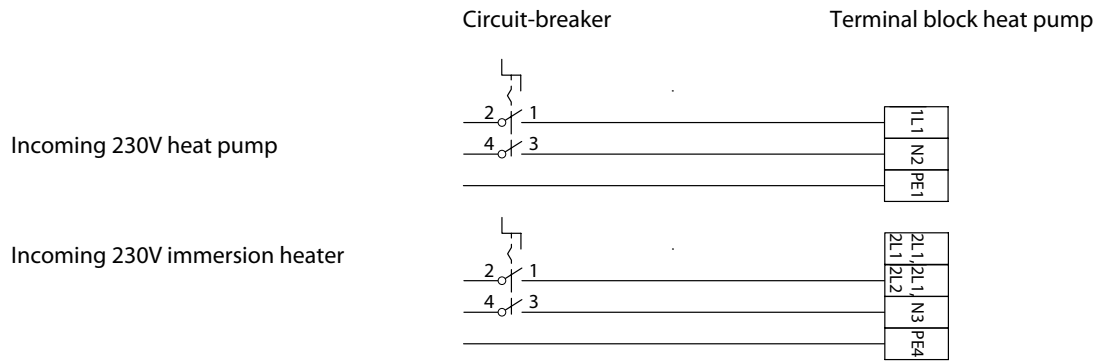 Circuit-breaker Terminal block heat pump
2 1
1L1
Incoming 230V heat pump
4 3
N2
PE1
Incoming 230V immersion heater
2L1,2L1,
2L1 2L2
2 1
4 3
N3
PE4